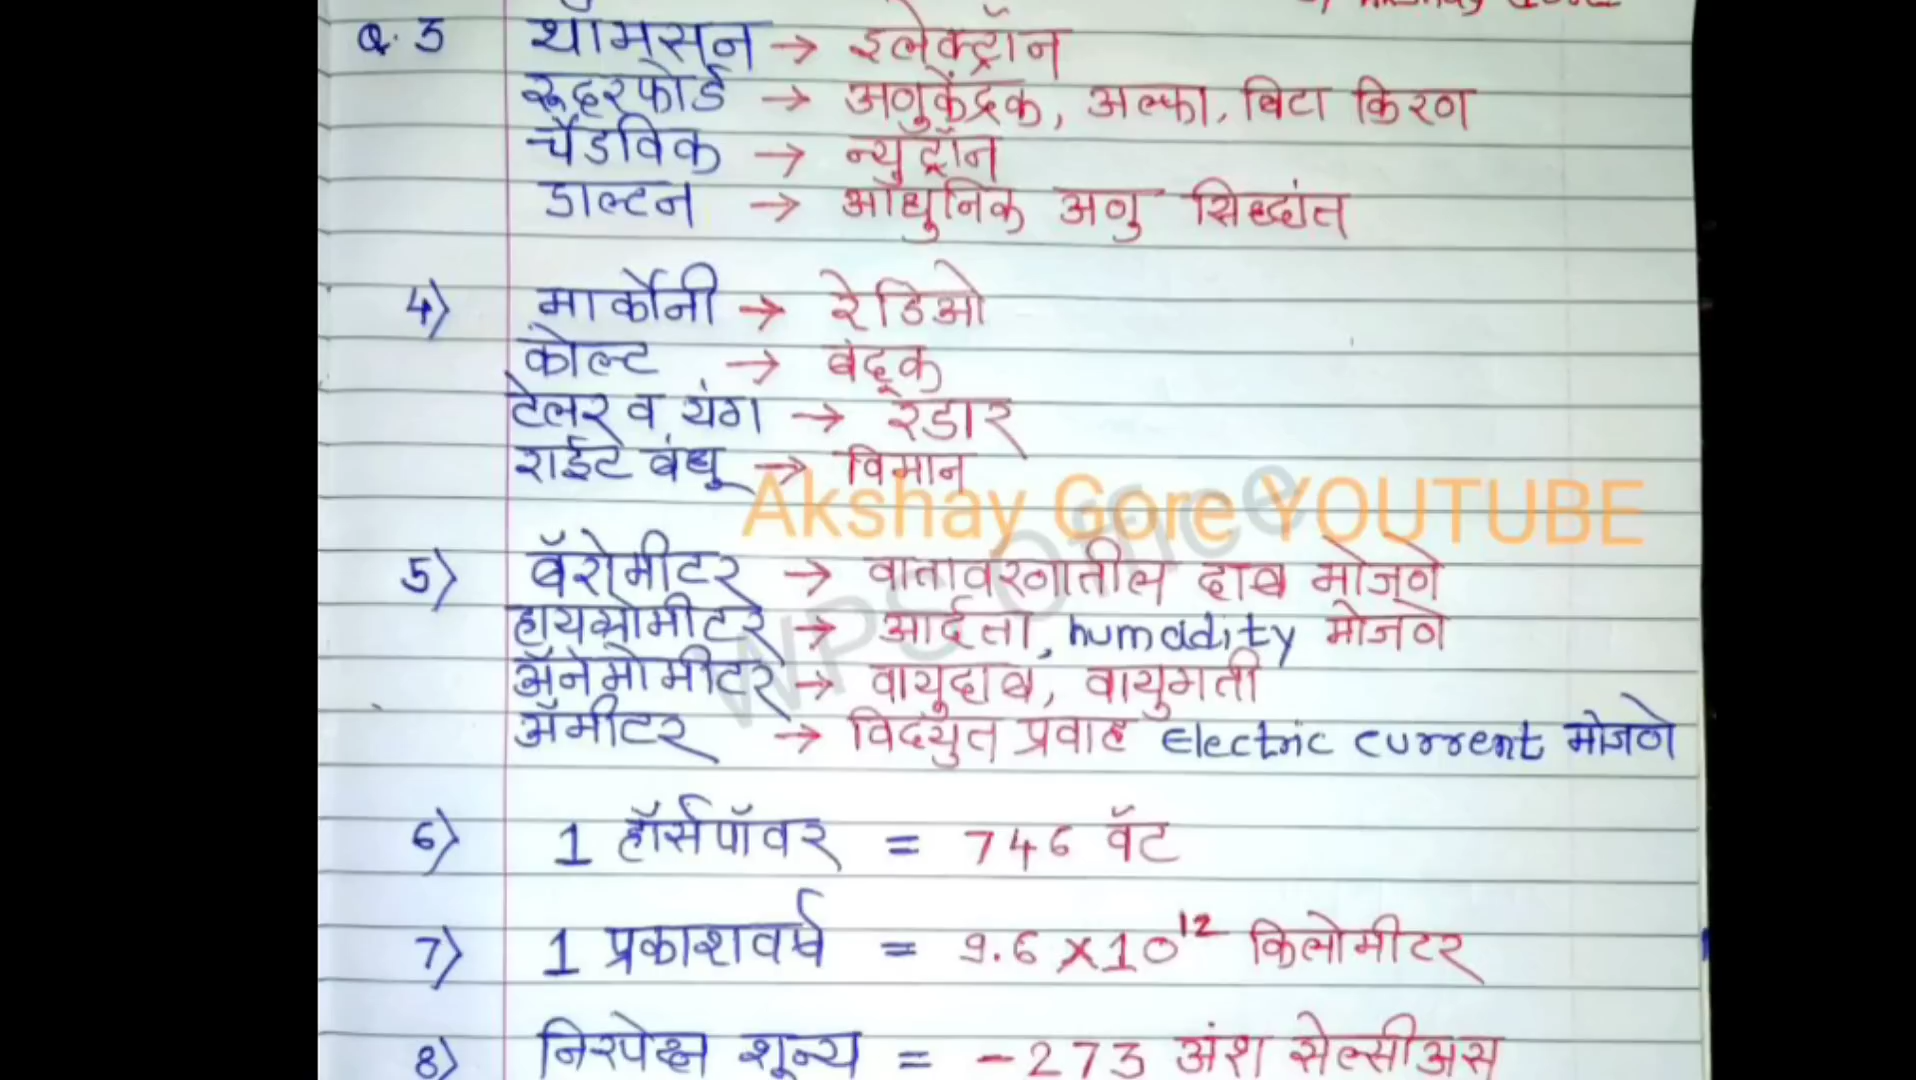 Q. 3 थॉमसन → इलेक्ट्रॉन
रूदरफोर्ड → अणुकेंद्रक, अल्फा, बिटा किरण
चॅडविक → न्युट्रॉन
डाल्टन → आधुनिक अणु सिद्धांत
4) मार्कोनी → रेडिओ
कोल्ट → बंदूक
टेलर व यंग → रडार
राईट बंधू → विमान
Akshay Gore YOUTUBE
WPS Office
5) बॅरोमीटर → वातावरणातील दाब मोजणे
हायग्रोमीटर → आर्द्रता, humadity मोजणे
ॲनेमोमीटर → वायुदाब, वायुगती
ॲमीटर → विद्युत प्रवाह Electric current मोजणे
6) 1 हॉर्सपॉवर = 746 वॅट
7) 1 प्रकाशवर्ष = 9.6 × 10¹² किलोमीटर
8) निरपेक्ष शून्य = -273 अंश सेल्सीअस